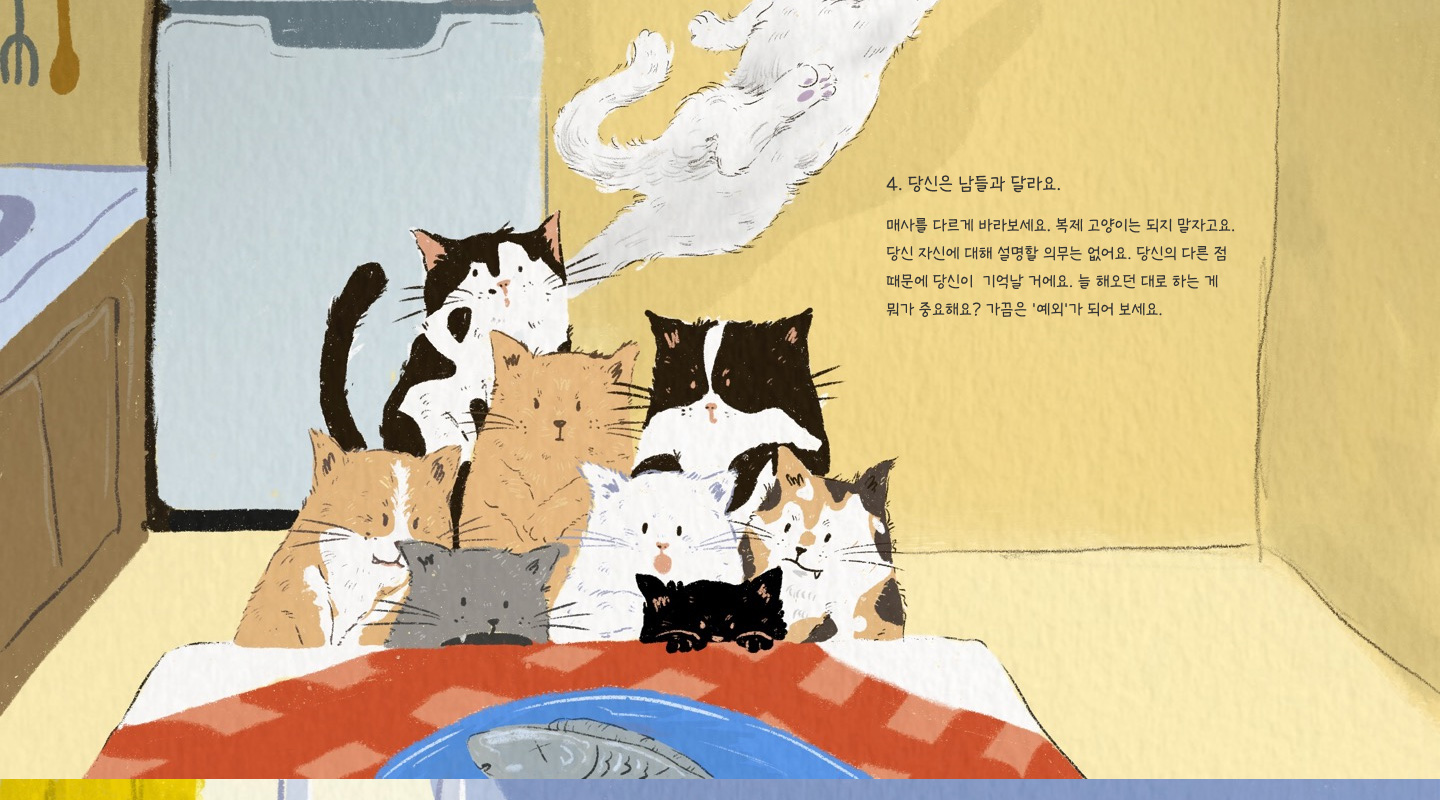 4. 당신은 남들과 달라요.
매사를 다르게 바라보세요. 복제 고양이는 되지 말자고요.
당신 자신에 대해 설명할 의무는 없어요. 당신의 다른 점
때문에 당신이  기억날 거에요. 늘 해오던 대로 하는 게
뭐가 중요해요? 가끔은 '예외'가 되어 보세요.